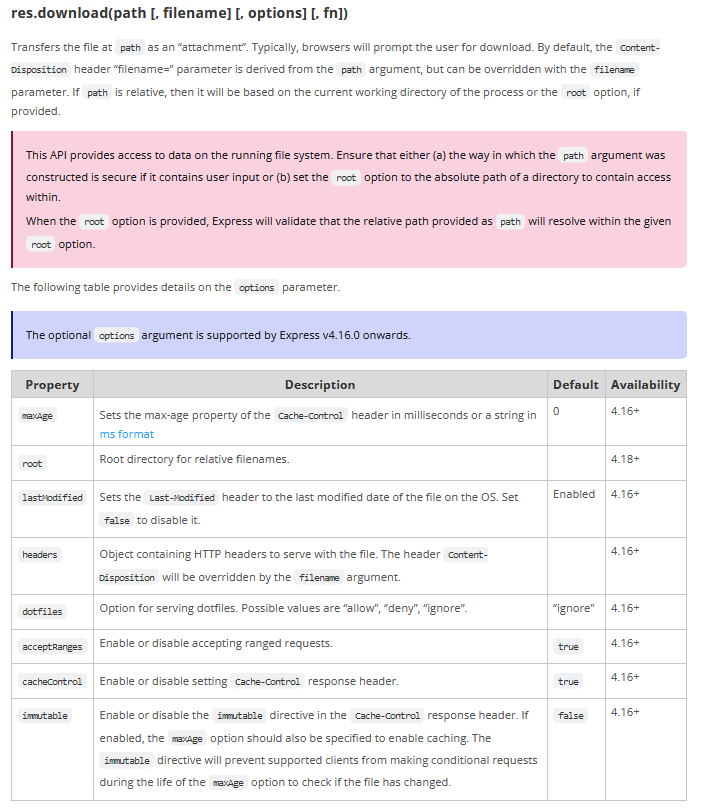 res.download(path [, filename] [, options] [, fn])
Transfers the file at path as an “attachment”. Typically, browsers will prompt the user for download. By default, the Content-
Disposition header “filename=” parameter is derived from the path argument, but can be overridden with the filename
parameter. If path is relative, then it will be based on the current working directory of the process or the root option, if
provided.
This API provides access to data on the running file system. Ensure that either (a) the way in which the path argument was
constructed is secure if it contains user input or (b) set the root option to the absolute path of a directory to contain access
within.
When the root option is provided, Express will validate that the relative path provided as path will resolve within the given
root option.
The following table provides details on the options parameter.
The optional options argument is supported by Express v4.16.0 onwards.
Property Description Default Availability
maxAge Sets the max-age property of the Cache-Control header in milliseconds or a string in 0 4.16+
ms format
root Root directory for relative filenames. 4.18+
lastModified Sets the Last-Modified header to the last modified date of the file on the OS. Set Enabled 4.16+
false to disable it.
headers Object containing HTTP headers to serve with the file. The header Content- 4.16+
Disposition will be overridden by the filename argument.
dotfiles Option for serving dotfiles. Possible values are “allow”, “deny”, “ignore”. “ignore” 4.16+
acceptRanges Enable or disable accepting ranged requests. true 4.16+
cacheControl Enable or disable setting Cache-Control response header. true 4.16+
immutable Enable or disable the immutable directive in the Cache-Control response header. If false 4.16+
enabled, the maxAge option should also be specified to enable caching. The
immutable directive will prevent supported clients from making conditional requests
during the life of the maxAge option to check if the file has changed.